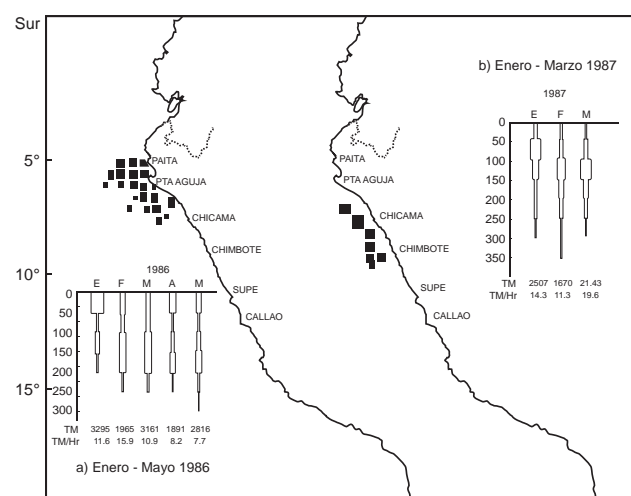 Sur
5°
10°
15°
PAITA
PTA AGUJA
CHICAMA
CHIMBOTE
SUPE
CALLAO
1986
E F M A M
0
50
100
150
200
250
300
TM 3295 1965 3161 1891 2816
TM/Hr 11.6 15.9 10.9 8.2 7.7
a) Enero - Mayo 1986
PAITA
PTA AGUJA
CHICAMA
CHIMBOTE
SUPE
CALLAO
b) Enero - Marzo 1987
1987
E F M
0
50
100
150
200
250
300
350
TM 2507 1670 21.43
TM/Hr 14.3 11.3 19.6